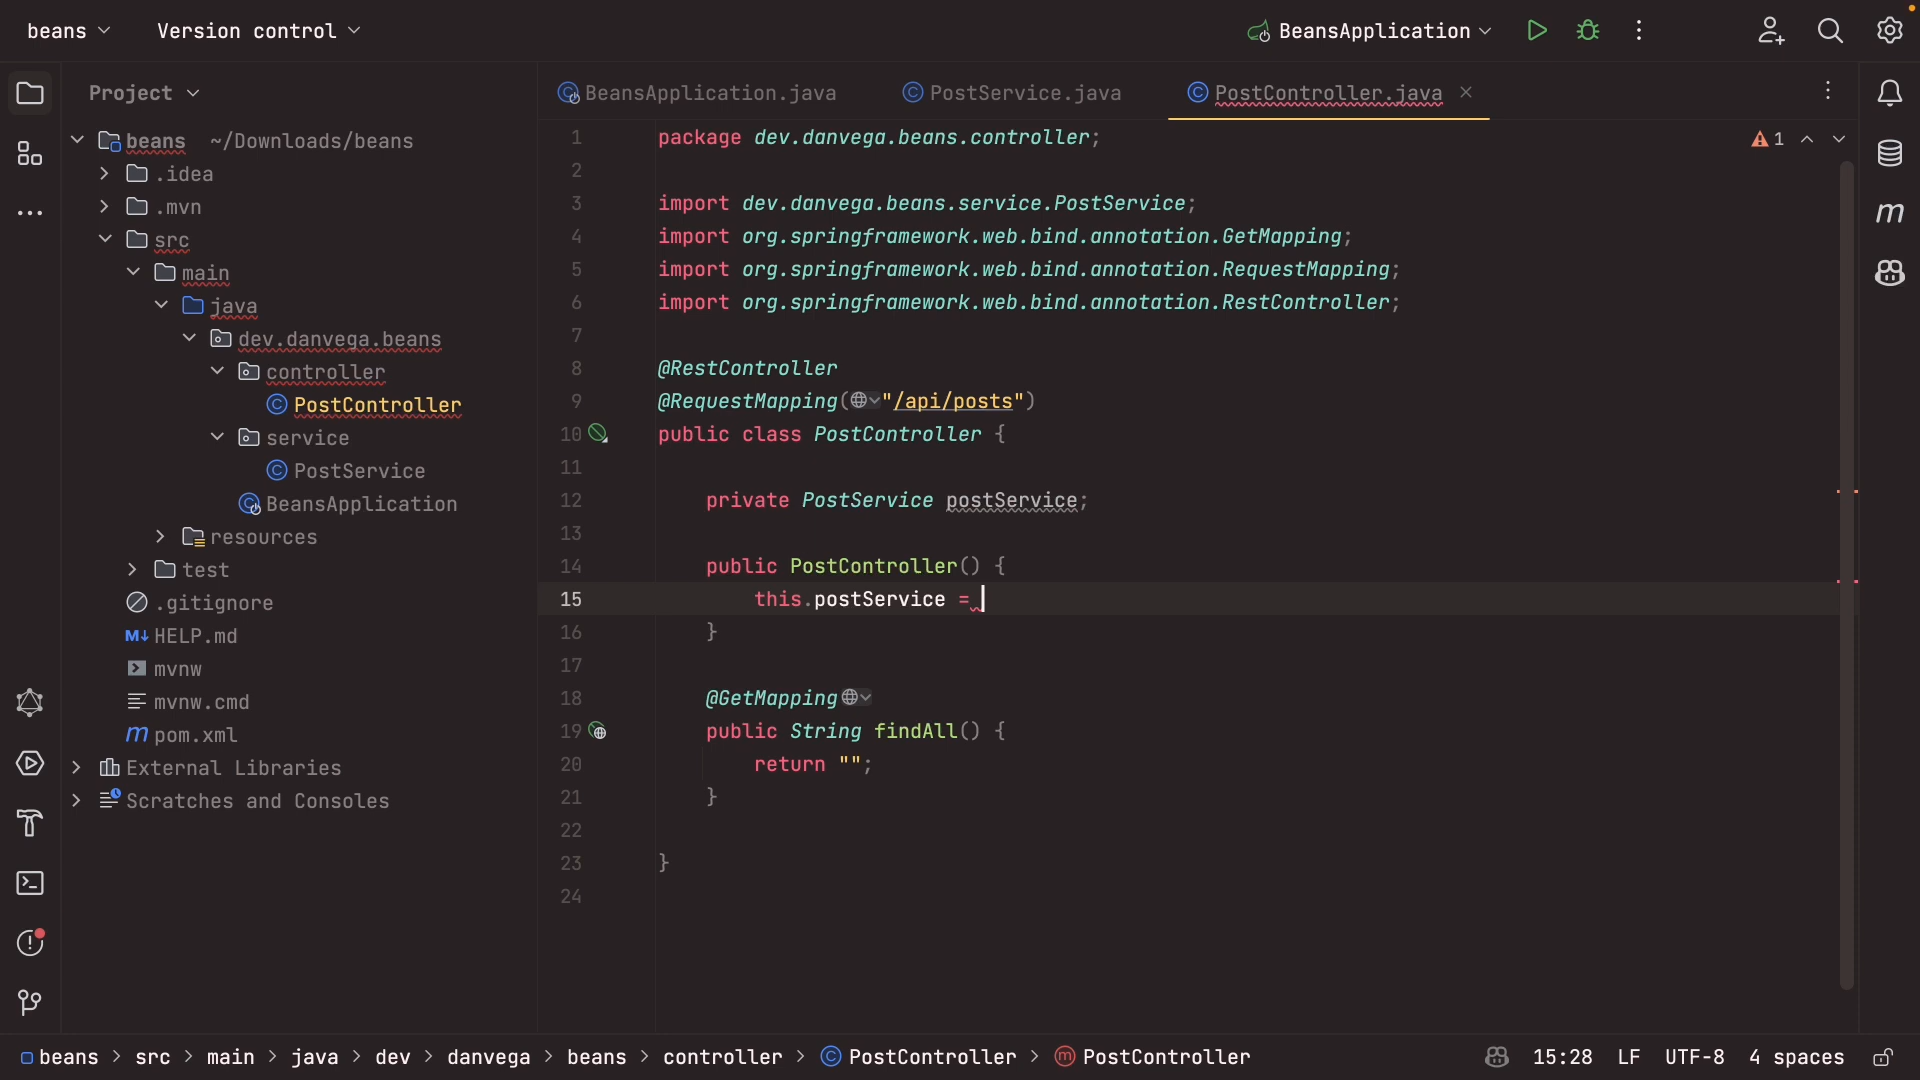 beans
Version control
BeansApplication
Project
BeansApplication.java
PostService.java
PostController.java
beans ~/Downloads/beans
.idea
.mvn
src
main
java
dev.danvega.beans
controller
PostController
service
PostService
BeansApplication
resources
test
.gitignore
M↓ HELP.md
mvnw
mvnw.cmd
m pom.xml
External Libraries
Scratches and Consoles
1 package dev.danvega.beans.controller;
2
3 import dev.danvega.beans.service.PostService;
4 import org.springframework.web.bind.annotation.GetMapping;
5 import org.springframework.web.bind.annotation.RequestMapping;
6 import org.springframework.web.bind.annotation.RestController;
7
8 @RestController
9 @RequestMapping("/api/posts")
10 public class PostController {
11
12 private PostService postService;
13
14 public PostController() {
15 this.postService =
16 }
17
18 @GetMapping
19 public String findAll() {
20 return "";
21 }
22
23 }
24
1
m
beans > src > main > java > dev > danvega > beans > controller > PostController > PostController
15:28 LF UTF-8 4 spaces